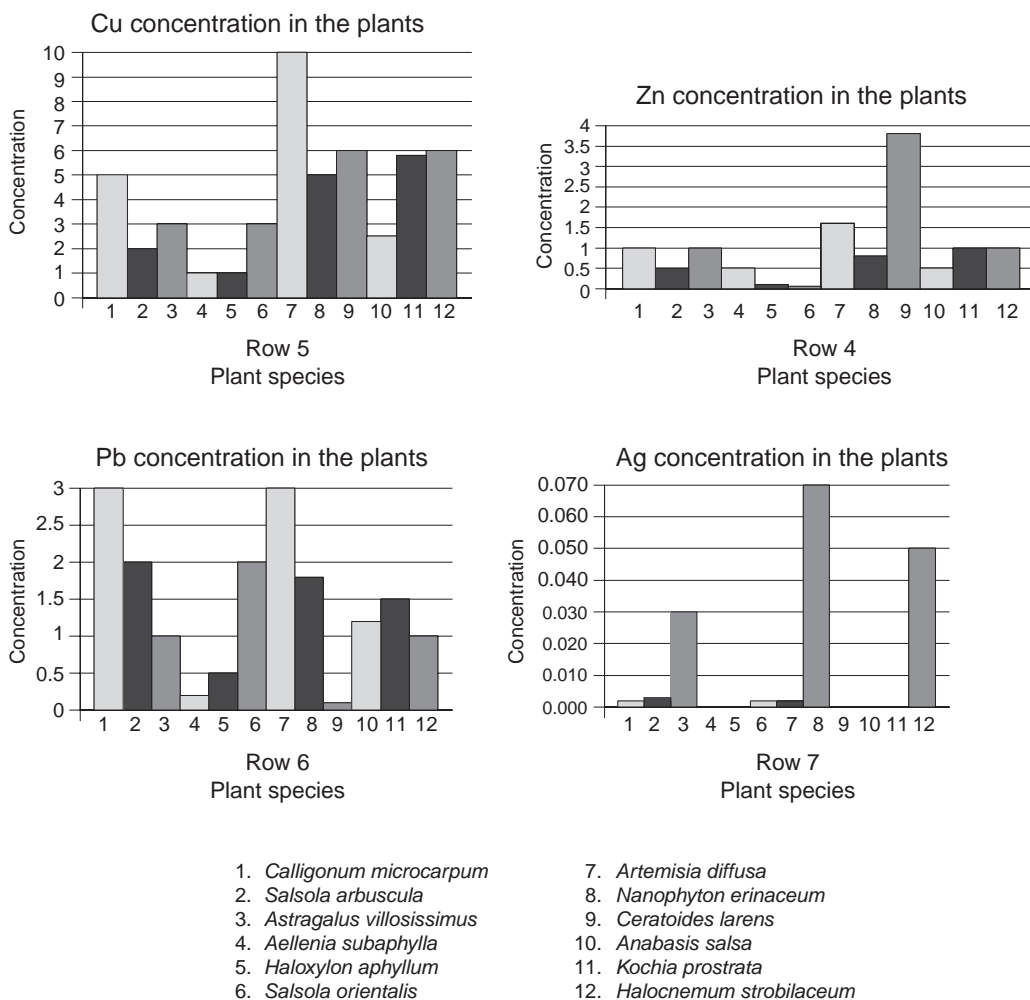 Cu concentration in the plants
10
9
8
7
6
5
4
3
2
1
0
Concentration
1 2 3 4 5 6 7 8 9 10 11 12
Row 5
Plant species
Zn concentration in the plants
4
3.5
3
2.5
2
1.5
1
0.5
0
Concentration
1 2 3 4 5 6 7 8 9 10 11 12
Row 4
Plant species
Pb concentration in the plants
3
2.5
2
1.5
1
0.5
0
Concentration
1 2 3 4 5 6 7 8 9 10 11 12
Row 6
Plant species
Ag concentration in the plants
0.070
0.060
0.050
0.040
0.030
0.010
0.000
Concentration
1 2 3 4 5 6 7 8 9 10 11 12
Row 7
Plant species
1. Calligonum microcarpum
2. Salsola arbuscula
3. Astragalus villosissimus
4. Aellenia subaphylla
5. Haloxylon aphyllum
6. Salsola orientalis
7. Artemisia diffusa
8. Nanophyton erinaceum
9. Ceratoides larens
10. Anabasis salsa
11. Kochia prostrata
12. Halocnemum strobilaceum